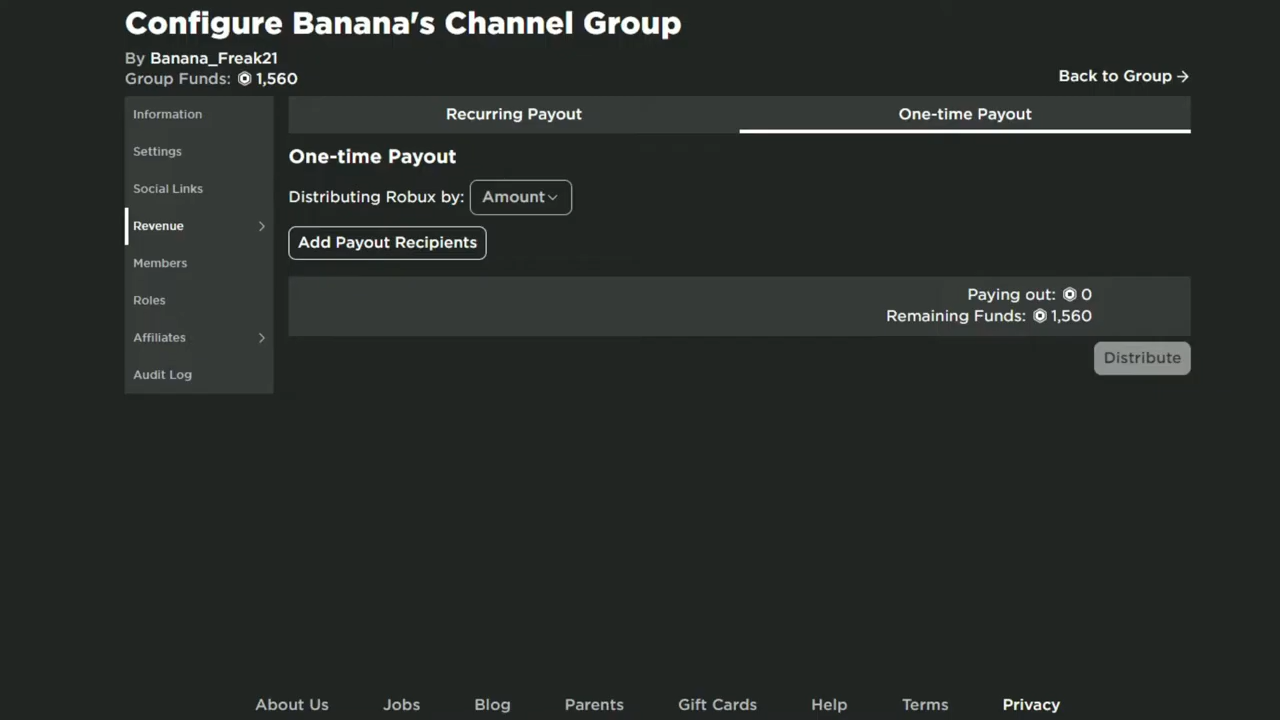 Configure Banana's Channel Group
By Banana_Freak21
Group Funds: 1,560
Back to Group →
Information
Settings
Social Links
Revenue
Members
Roles
Affiliates
Audit Log
Recurring Payout
One-time Payout
One-time Payout
Distributing Robux by: Amount
Add Payout Recipients
Paying out: 0
Remaining Funds: 1,560
Distribute
About Us Jobs Blog Parents Gift Cards Help Terms Privacy